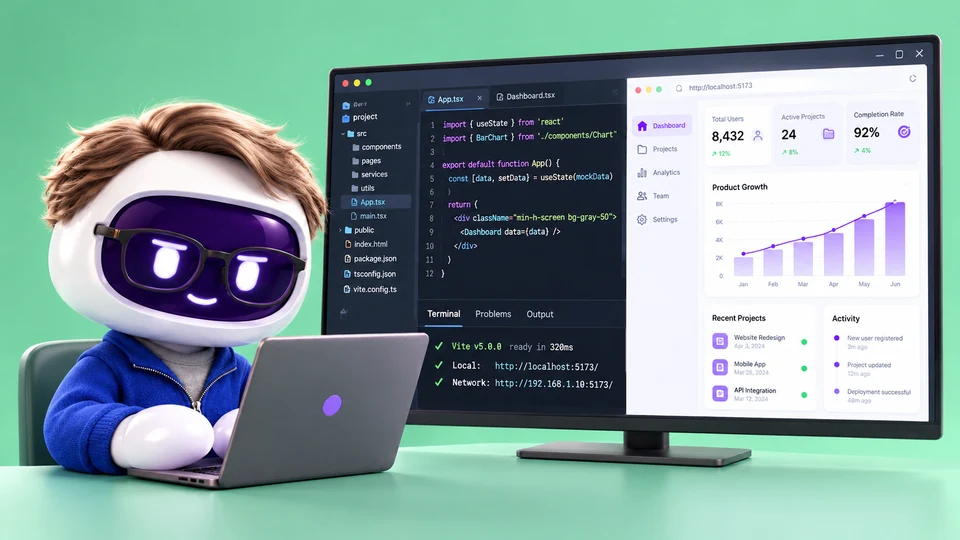 project
src
components
pages
services
utils
App.tsx
main.tsx
public
index.html
package.json
tsconfig.json
vite.config.ts
App.tsx ×
Dashboard.tsx
1 import { useState } from 'react'
2 import { BarChart } from './components/Chart"
3
4 export default function App() {
5 const [data, setData} = useState(mockData)
6 }
7 return (
8 <div className="min-h-screen bg-gray-50">
9 <Dashboard data={data} />
10 </div>
11 )
12 }
Terminal Problems Output
✓ Vite v5.0.0 ready in 320ms
✓ Local: http://localhost:5173/
✓ Network: http://192.168.1.10:5173/
http://localhost:5173
Dashboard
Projects
Analytics
Team
Settings
Total Users
8,432
↗ 12%
Active Projects
24
↗ 8%
Completion Rate
92%
↗ 4%
Product Growth
8K
6K
4K
2K
0
Jan Feb Mar Apr May Jun
Recent Projects
Website Redesign
Apr 3, 2024
Mobile App
Mar 28, 2024
API Integration
Mar 12, 2024
Activity
New user registered
2m ago
Project updated
12m ago
Deployment successful
48m ago